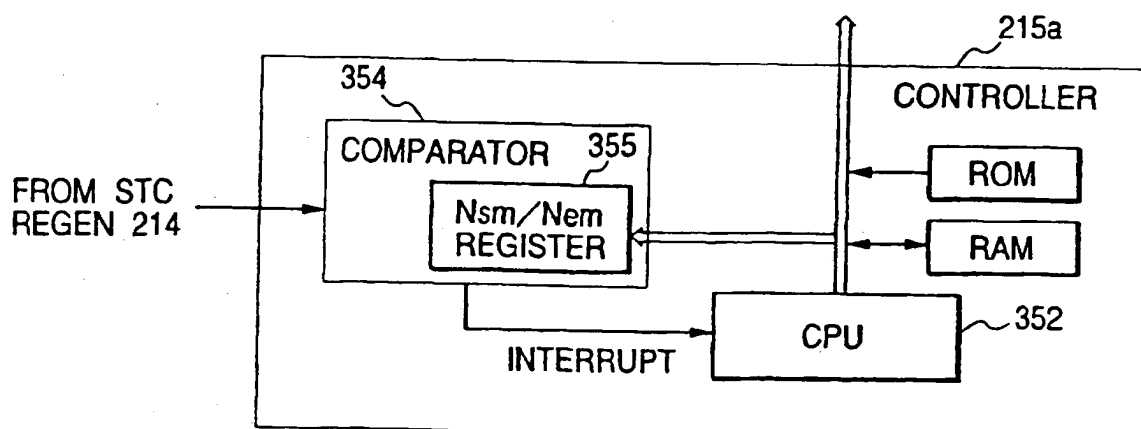 215a
CONTROLLER
354
COMPARATOR
355
FROM STC
REGEN 214
Nsm/Nem
REGISTER
ROM
RAM
CPU
352
INTERRUPT